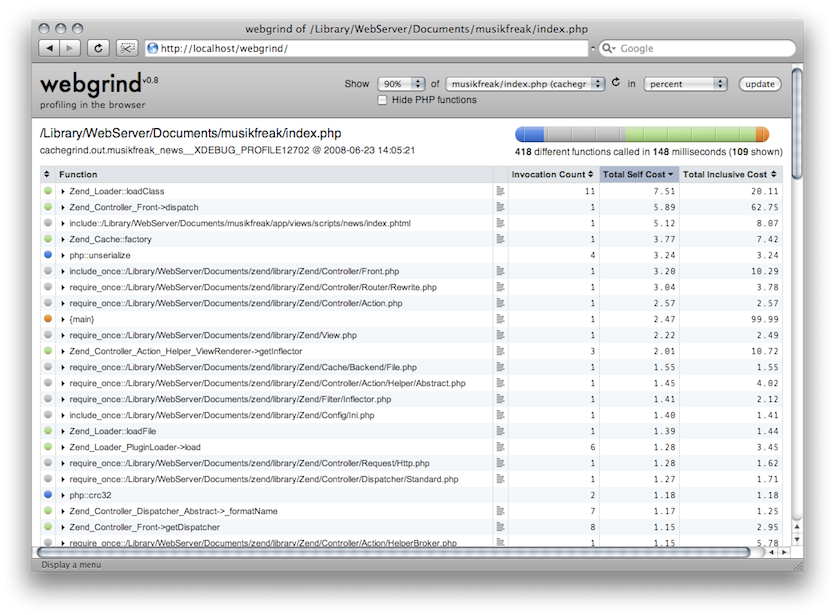 webgrind of /Library/WebServer/Documents/musikfreak/index.php
http://localhost/webgrind/
Google
webgrind v0.8
profiling in the browser
Show 90% of musikfreak/index.php (cachegr in percent update
Hide PHP functions
/Library/WebServer/Documents/musikfreak/index.php
cachegrind.out.musikfreak_news__XDEBUG_PROFILE12702 @ 2008-06-23 14:05:21
418 different functions called in 148 milliseconds (109 shown)
Function Invocation Count Total Self Cost Total Inclusive Cost
Zend_Loader::loadClass 11 7.51 20.11
Zend_Controller_Front->dispatch 1 5.89 62.75
include::/Library/WebServer/Documents/musikfreak/app/views/scripts/news/index.phtml 1 5.12 8.07
Zend_Cache::factory 1 3.77 7.42
php::unserialize 4 3.24 3.24
include_once::/Library/WebServer/Documents/zend/library/Zend/Controller/Front.php 1 3.20 10.29
require_once::/Library/WebServer/Documents/zend/library/Zend/Controller/Router/Rewrite.php 1 3.04 3.78
require_once::/Library/WebServer/Documents/zend/library/Zend/Controller/Action.php 1 2.57 2.57
{main} 1 2.47 99.99
require_once::/Library/WebServer/Documents/zend/library/Zend/View.php 1 2.22 2.49
Zend_Controller_Action_Helper_ViewRenderer->getInflector 3 2.01 10.72
require_once::/Library/WebServer/Documents/zend/library/Zend/Cache/Backend/File.php 1 1.55 1.55
require_once::/Library/WebServer/Documents/zend/library/Zend/Controller/Action/Helper/Abstract.php 1 1.45 4.02
require_once::/Library/WebServer/Documents/zend/library/Zend/Filter/Inflector.php 1 1.41 2.12
include_once::/Library/WebServer/Documents/zend/library/Zend/Config/Ini.php 1 1.40 1.41
Zend_Loader::loadFile 1 1.39 1.44
Zend_Loader_PluginLoader->load 6 1.28 3.45
require_once::/Library/WebServer/Documents/zend/library/Zend/Controller/Request/Http.php 1 1.28 1.62
require_once::/Library/WebServer/Documents/zend/library/Zend/Controller/Dispatcher/Standard.php 1 1.27 1.71
php::crc32 2 1.18 1.18
Zend_Controller_Dispatcher_Abstract->_formatName 7 1.17 1.25
Zend_Controller_Front->getDispatcher 8 1.15 2.95
require_once::/Library/WebServer/Documents/zend/library/Zend/Controller/Action/HelperBroker.php 1 1.15 5.78
Display a menu